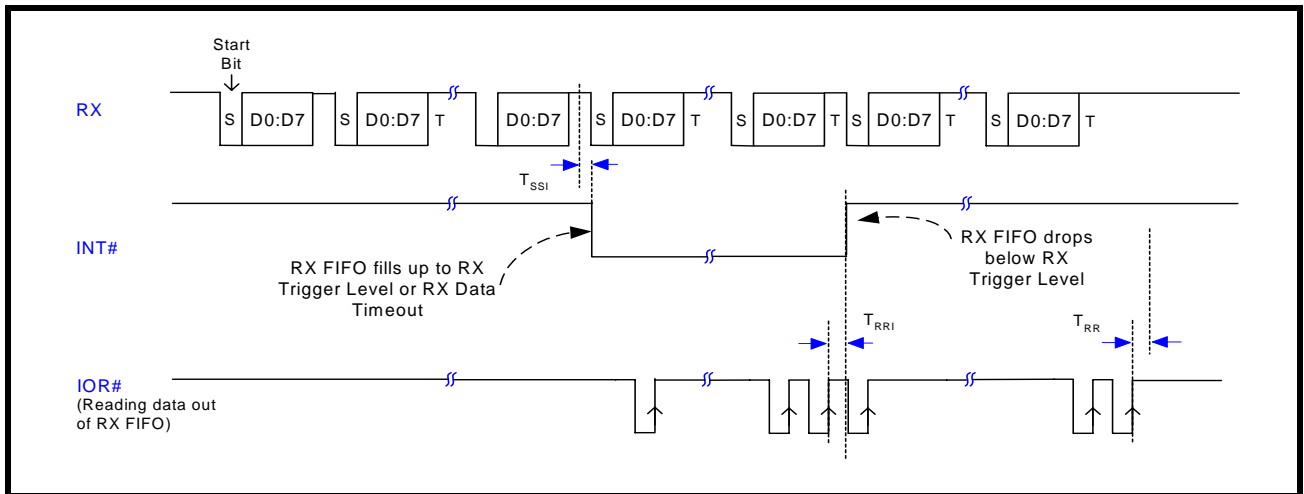 Start
Bit
RX
S D0:D7 S D0:D7 T D0:D7 S D0:D7 T S D0:D7 T S D0:D7 T S D0:D7 T
TSSI
INT#
RX FIFO fills up to RX
Trigger Level or RX Data
Timeout
RX FIFO drops
below RX
Trigger Level
TRRI
TRR
IOR#
(Reading data out
of RX FIFO)